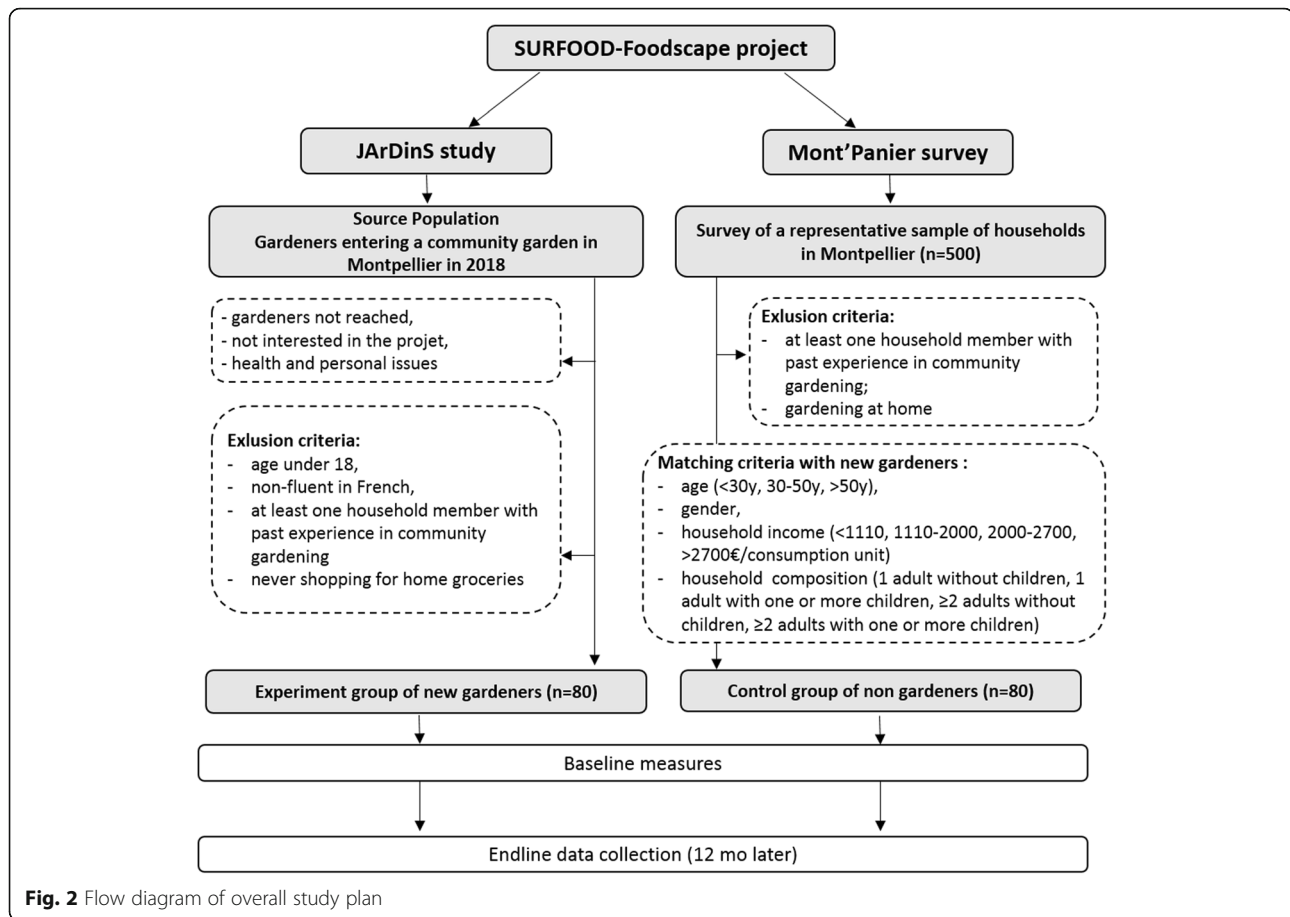 SURFOOD-Foodscape project
JArDinS study
Mont'Panier survey
Source Population
Gardeners entering a community garden in
Montpellier in 2018
Survey of a representative sample of households
in Montpellier (n=500)
- gardeners not reached,
- not interested in the projet,
- health and personal issues
Exlusion criteria:
- at least one household member with
past experience in community
gardening;
- gardening at home
Exlusion criteria:
- age under 18,
- non-fluent in French,
- at least one household member with
past experience in community
gardening
- never shopping for home groceries
Matching criteria with new gardeners :
- age (<30y, 30-50y, >50y),
- gender,
- household income (<1110, 1110-2000, 2000-2700,
>2700€/consumption unit)
- household composition (1 adult without children, 1
adult with one or more children, ≥2 adults without
children, ≥2 adults with one or more children)
Experiment group of new gardeners (n=80)
Control group of non gardeners (n=80)
Baseline measures
Endline data collection (12 mo later)
Fig. 2 Flow diagram of overall study plan